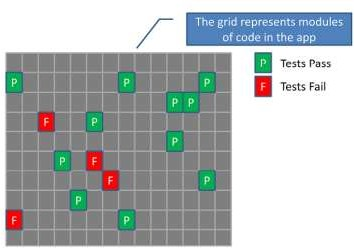 The grid represents modules
of code in the app
P Tests Pass
F Tests Fail
P P P
P P
F P
P
P F
F P
P
F P